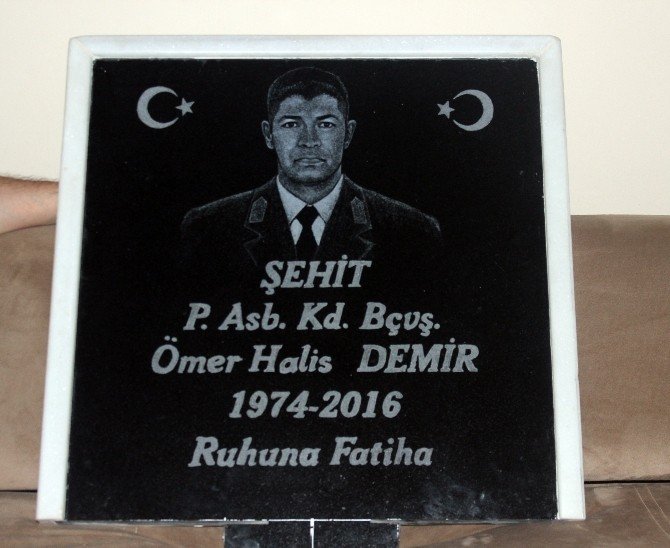 ŞEHİT
P. Asb. Kd. Bçvş.
Ömer Halis DEMİR
1974-2016
Ruhuna Fatiha